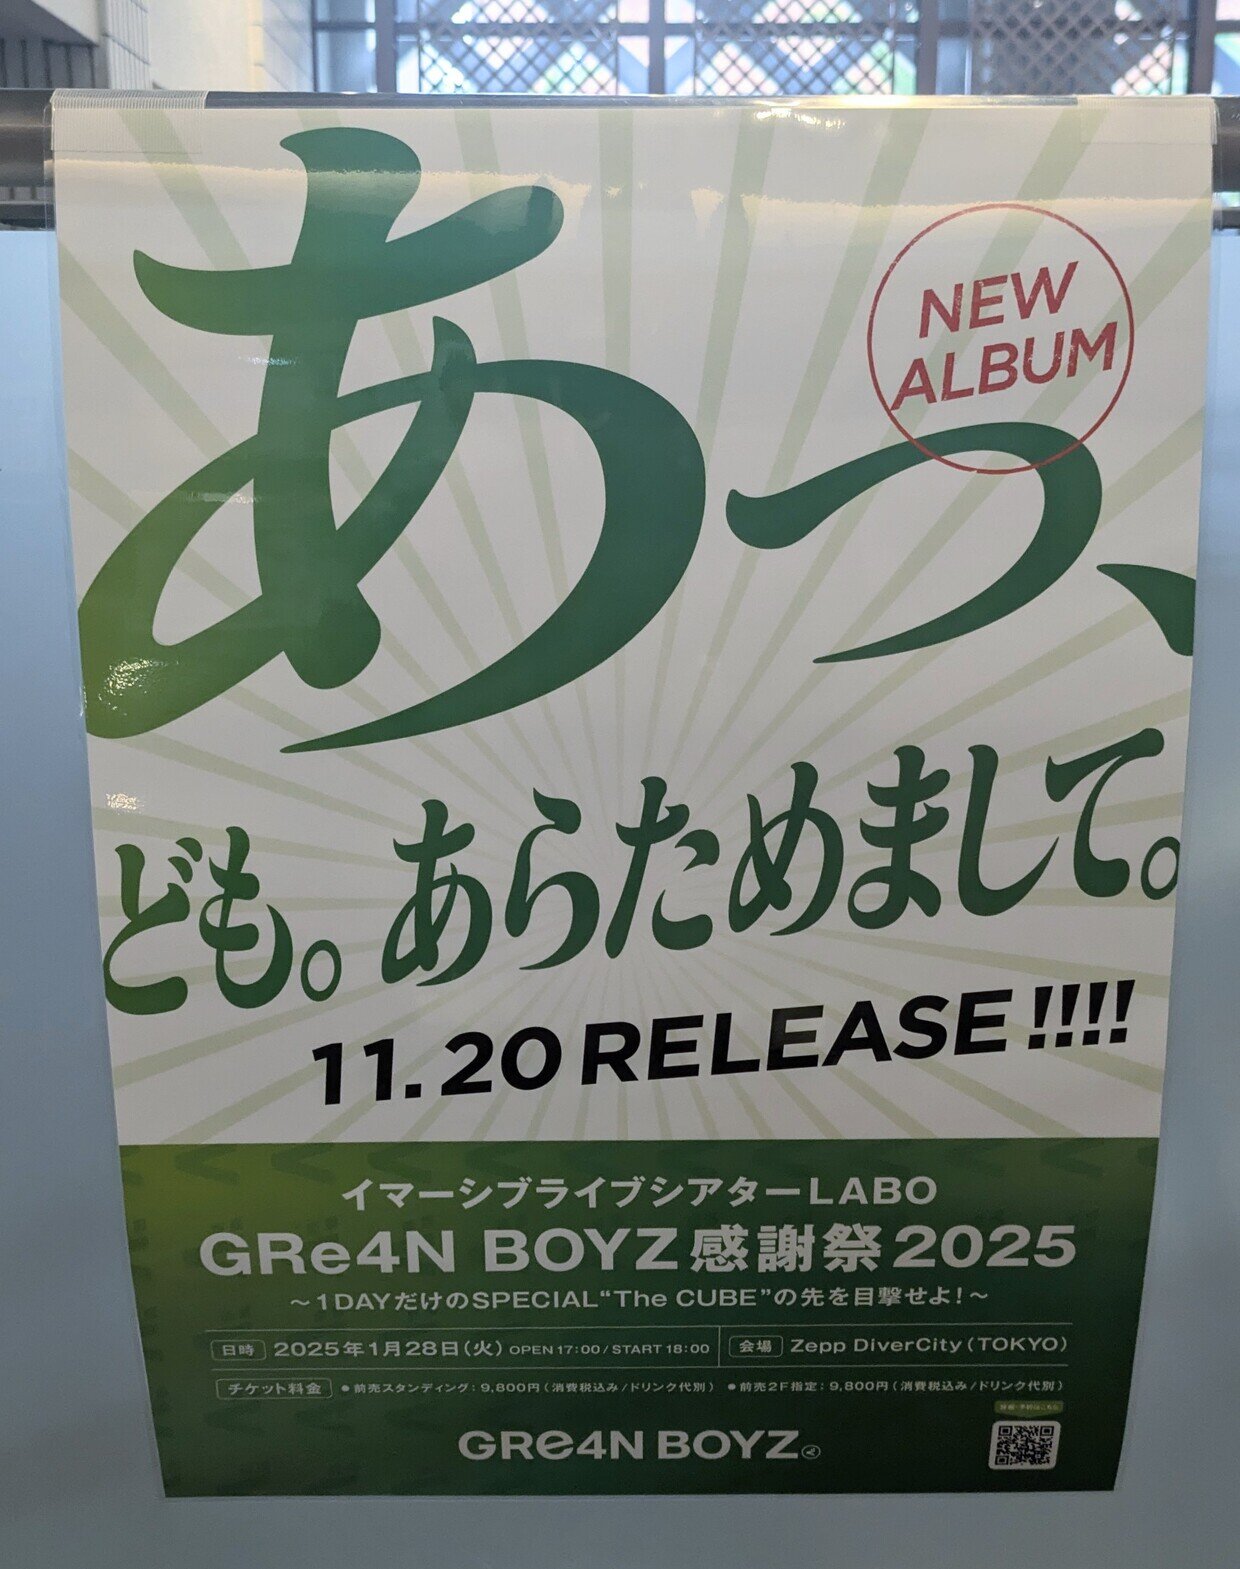 NEW
ALBUM
あっ、
ども。あらためまして。
11.20 RELEASE!!!!
イマーシブライブシアターLABO
GRe4N BOYZ 感謝祭2025
～1DAYだけのSPECIAL“The CUBE”の先を目撃せよ！～
日時 2025年1月28日（火） OPEN 17:00/START 18:00 会場 Zepp DiverCity（TOKYO）
チケット料金 ●前売スタンディング：9,800円（消費税込み/ドリンク代別） ●前売2F指定：9,800円（消費税込み/ドリンク代別）
GRe4N BOYZ